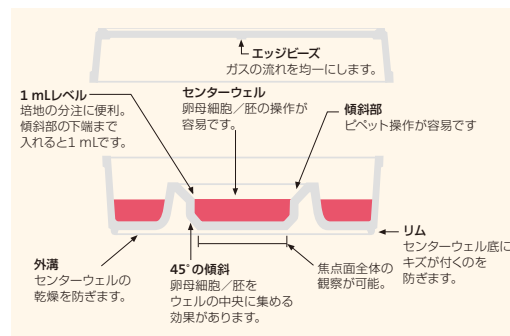 エッジビーズ
ガスの流れを均一にします。
1 mLレベル
培地の分注に便利。
傾斜部の下端まで
入れると1 mLです。
センターウェル
卵母細胞／胚の操作が
容易です。
傾斜部
ピペット操作が容易です
外溝
センターウェルの
乾燥を防ぎます。
45°の傾斜
卵母細胞／胚を
ウェルの中央に集める
効果があります。
焦点面全体の
観察が可能。
リム
センターウェル底に
キズが付くのを
防ぎます。